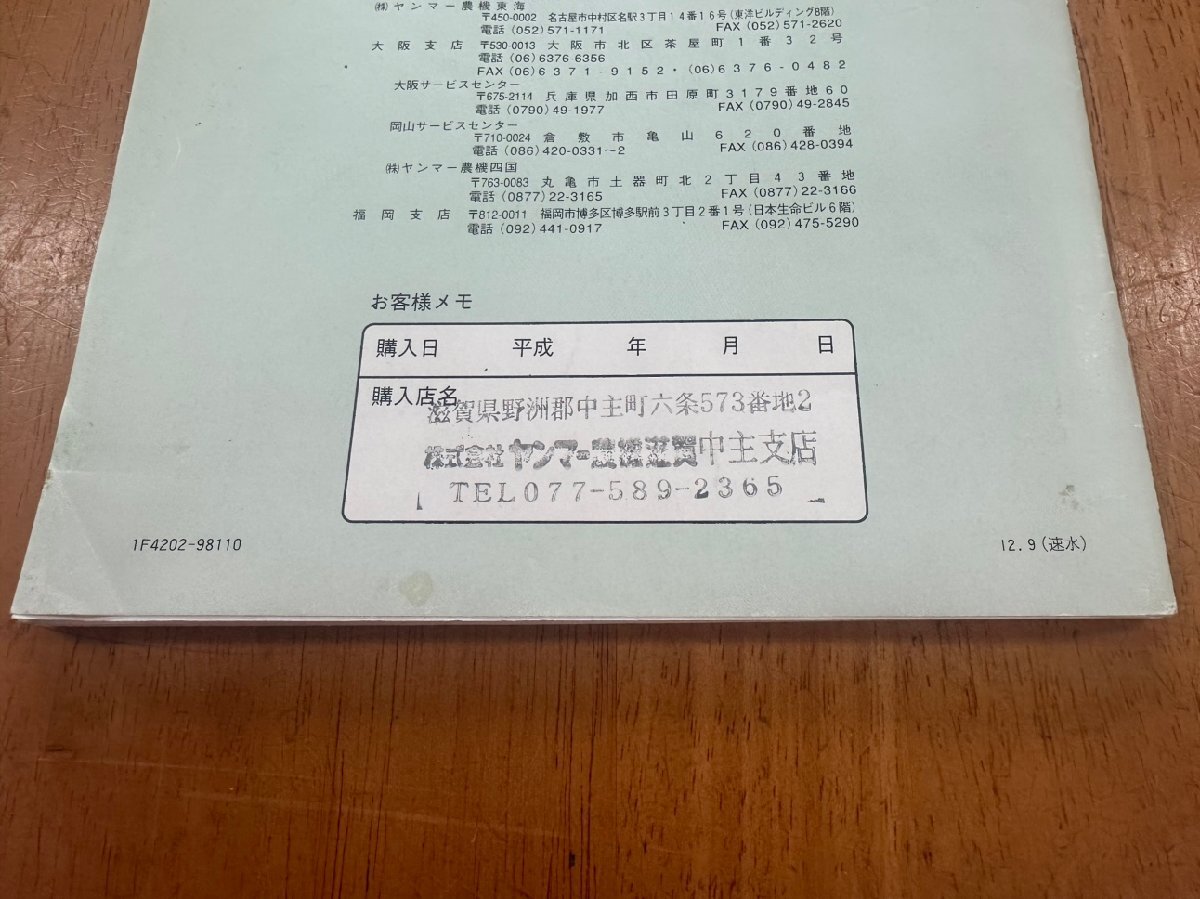 ㈱ヤンマー農機東海
〒450-0002 名古屋市中村区名駅3丁目14番16号(東洋ビルディング8階)
電話 (052) 571-1171 FAX (052) 571-2620
大阪支店 〒530-0013 大阪市北区茶屋町1番32号
電話 (06) 6376-6356
FAX (06) 6371-9152・(06) 6376-0482
大阪サービスセンター
〒675-2114 兵庫県加西市田原町3179番地60
電話 (0790) 49-1977 FAX (0790) 49-2845
岡山サービスセンター
〒710-0024 倉敷市亀山620番地
電話 (086) 420-0331-2 FAX (086) 428-0394
㈱ヤンマー農機四国
〒763-0083 丸亀市土器町北2丁目43番地
電話 (0877) 22-3165 FAX (0877) 22-3166
福岡支店 〒812-0011 福岡市博多区博多駅前3丁目2番1号(日本生命ビル6階)
電話 (092) 441-0917 FAX (092) 475-5290
お客様メモ
購入日 平成 年 月 日
購入店名
滋賀県野洲郡中主町六条573番地2
株式会社ヤンマー農機滋賀中主支店
TEL077-589-2365
1F4202-98110 12.9(速水)